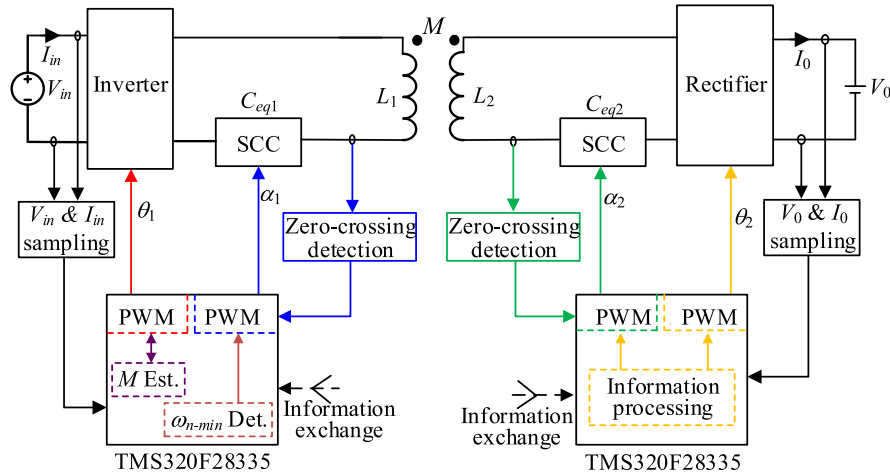 M
I_in
I_0
Inverter
Rectifier
V_in
L_1
L_2
V_0
C_eq1
C_eq2
SCC
SCC
θ_1
α_1
α_2
θ_2
V_in & I_in
sampling
Zero-crossing
detection
Zero-crossing
detection
V_0 & I_0
sampling
PWM
PWM
PWM
PWM
M Est.
ω_n-min Det.
Information
exchange
Information
exchange
Information
processing
TMS320F28335
TMS320F28335